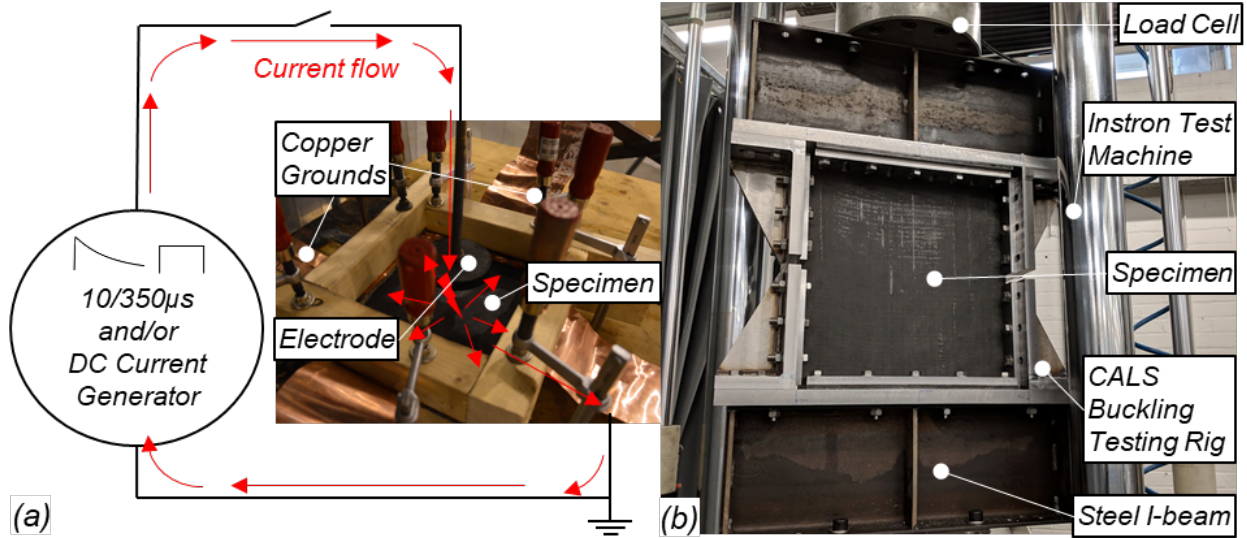 Current flow
Copper
Grounds
Specimen
Electrode
10/350µs
and/or
DC Current
Generator
(a)
Load Cell
Instron Test
Machine
Specimen
CALS
Buckling
Testing Rig
Steel I-beam
(b)